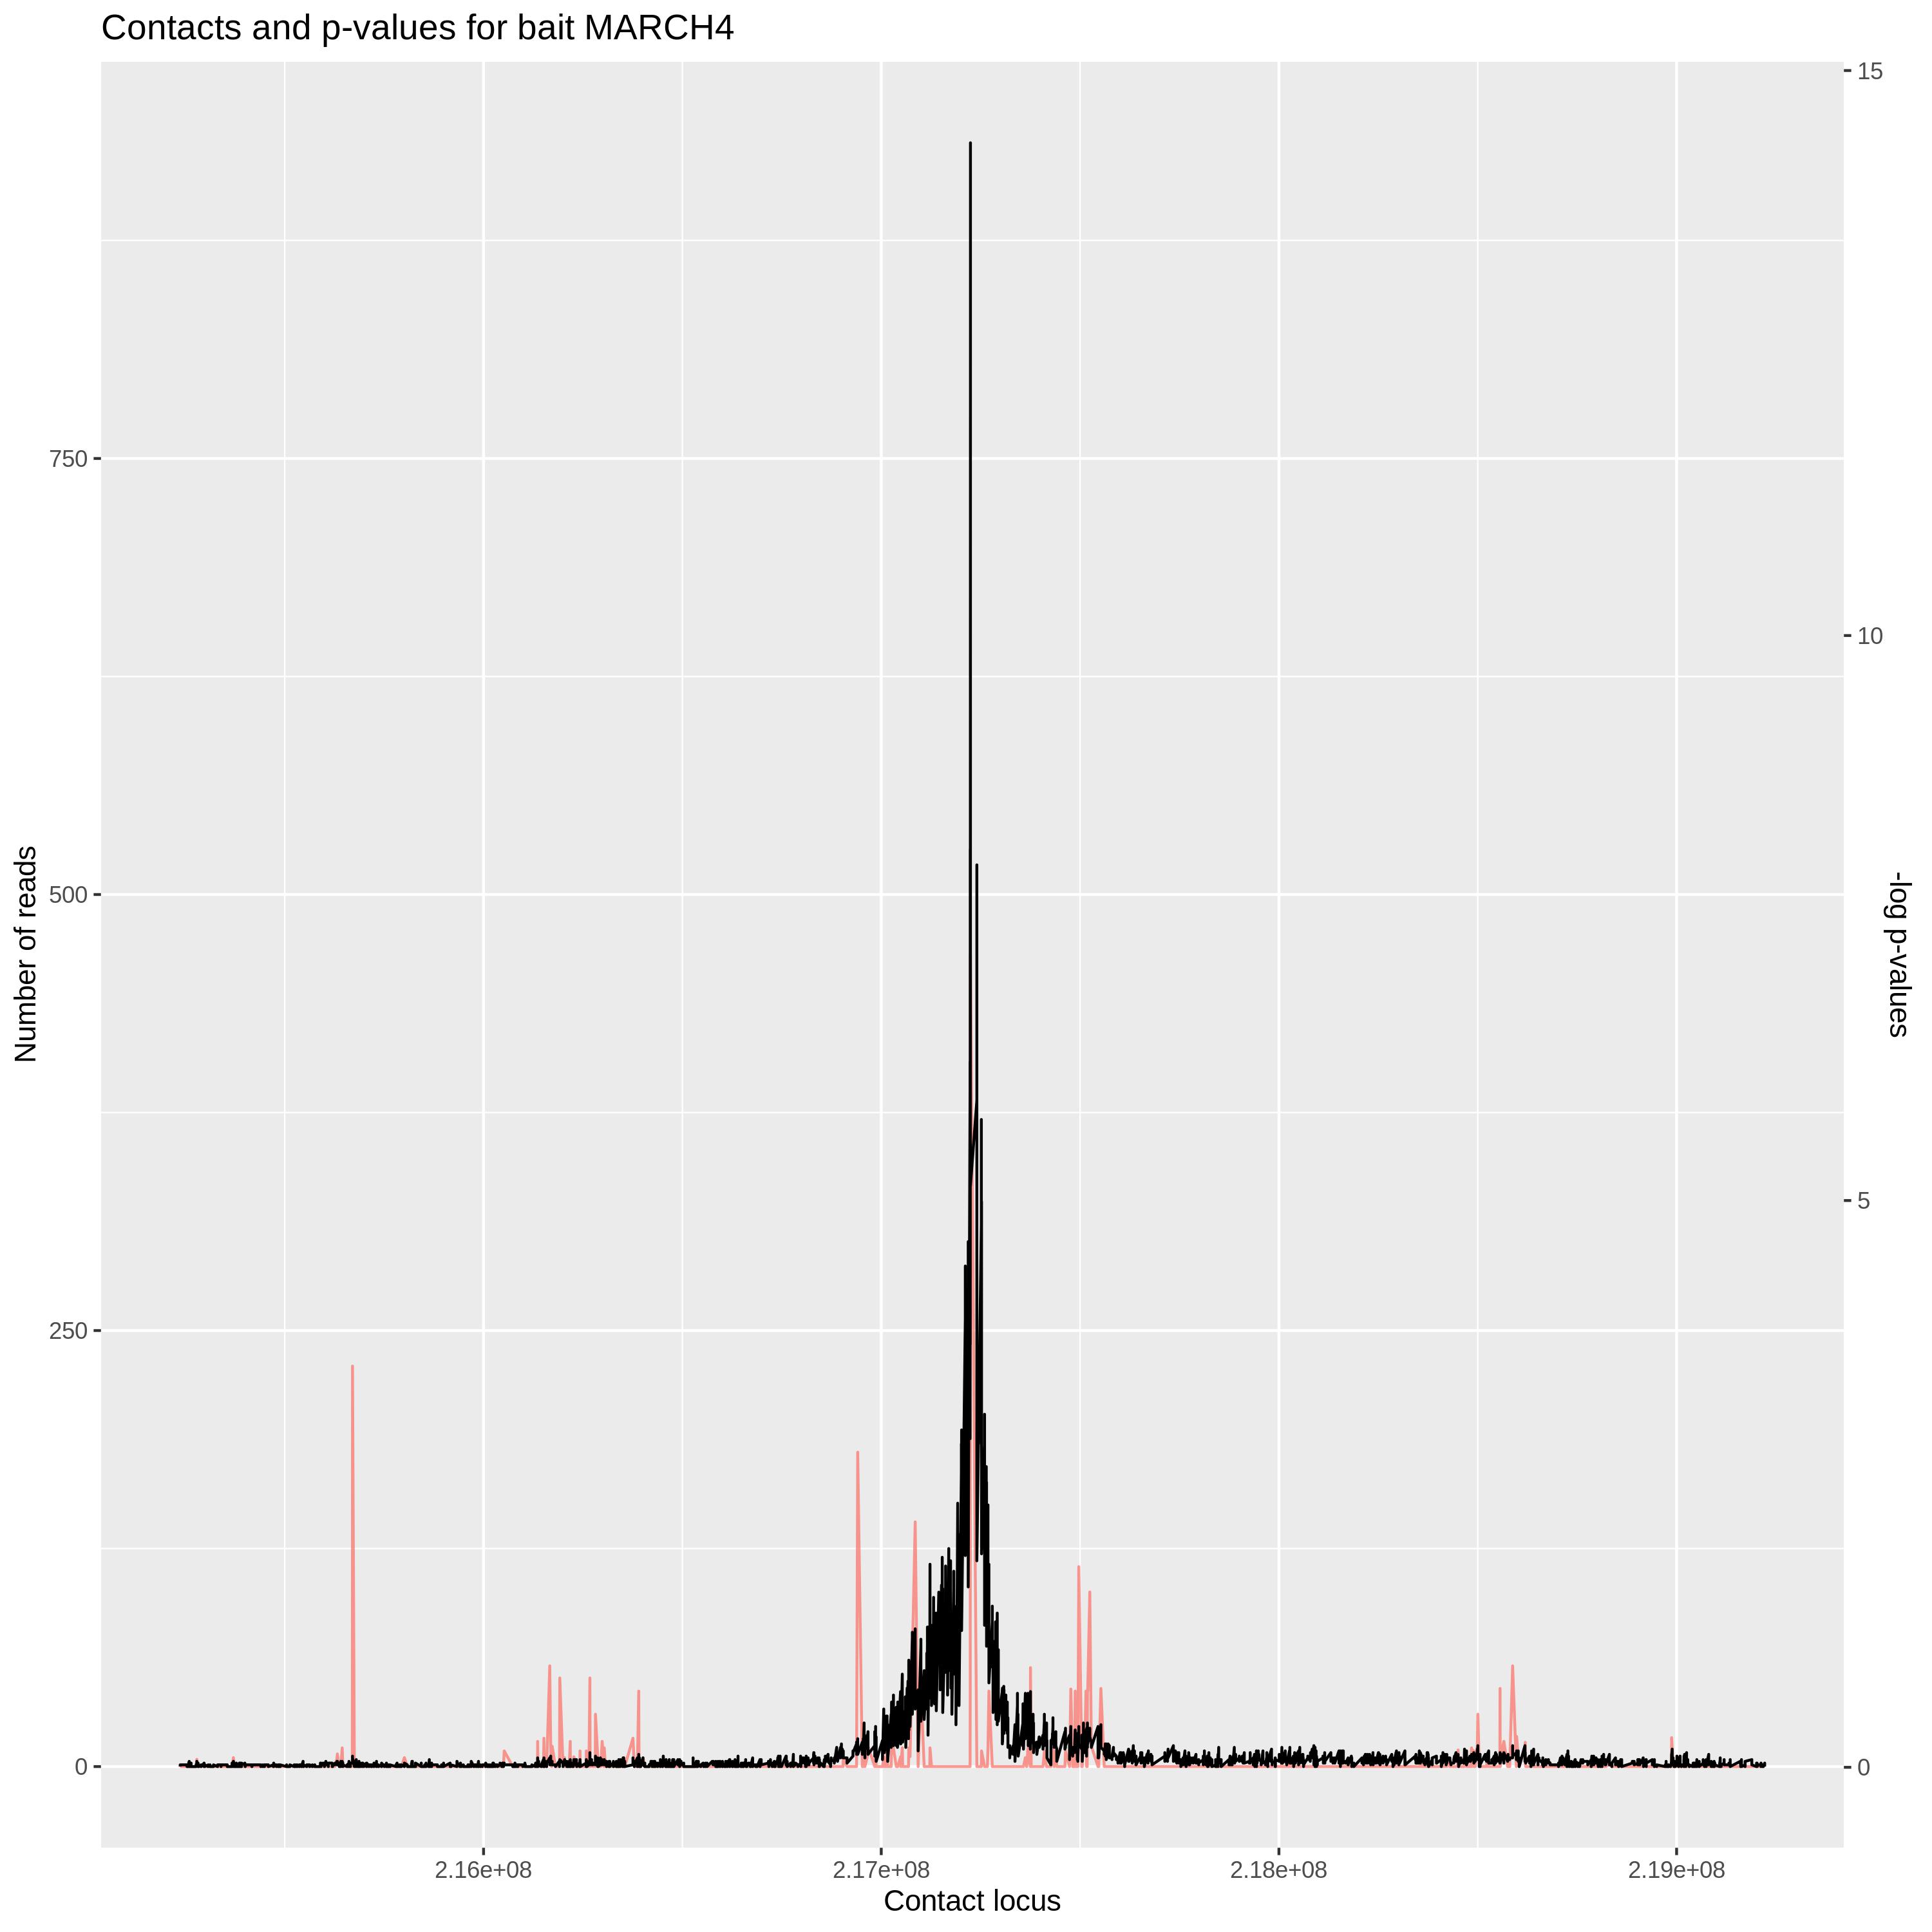 Contacts and p-values for bait MARCH4
15
10
5
0
-log p-values
750
500
250
0
Number of reads
2.16e+08 2.17e+08 2.18e+08 2.19e+08
Contact locus